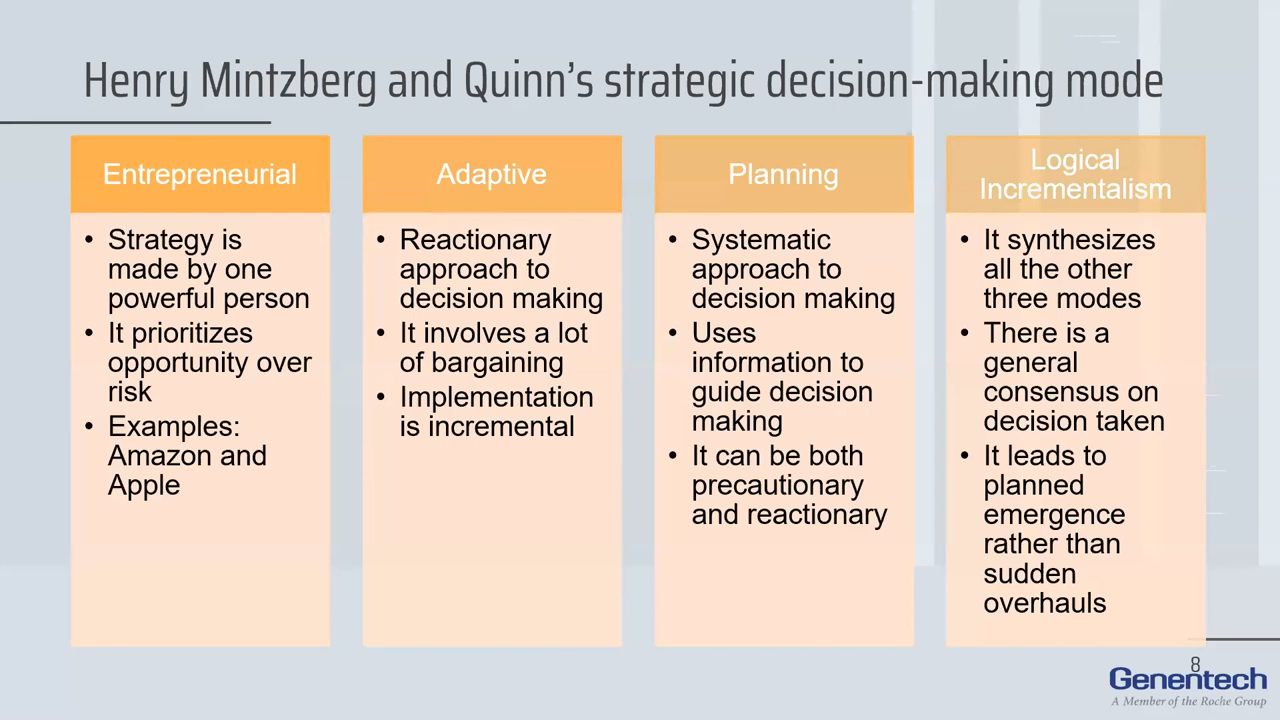 Henry Mintzberg and Quinn’s strategic decision-making mode
Entrepreneurial
• Strategy is
made by one
powerful person
• It prioritizes
opportunity over
risk
• Examples:
Amazon and
Apple
Adaptive
• Reactionary
approach to
decision making
• It involves a lot
of bargaining
• Implementation
is incremental
Planning
• Systematic
approach to
decision making
• Uses
information to
guide decision
making
• It can be both
precautionary
and reactionary
Logical
Incrementalism
• It synthesizes
all the other
three modes
• There is a
general
consensus on
decision taken
• It leads to
planned
emergence
rather than
sudden
overhauls
8
Genentech
A Member of the Roche Group